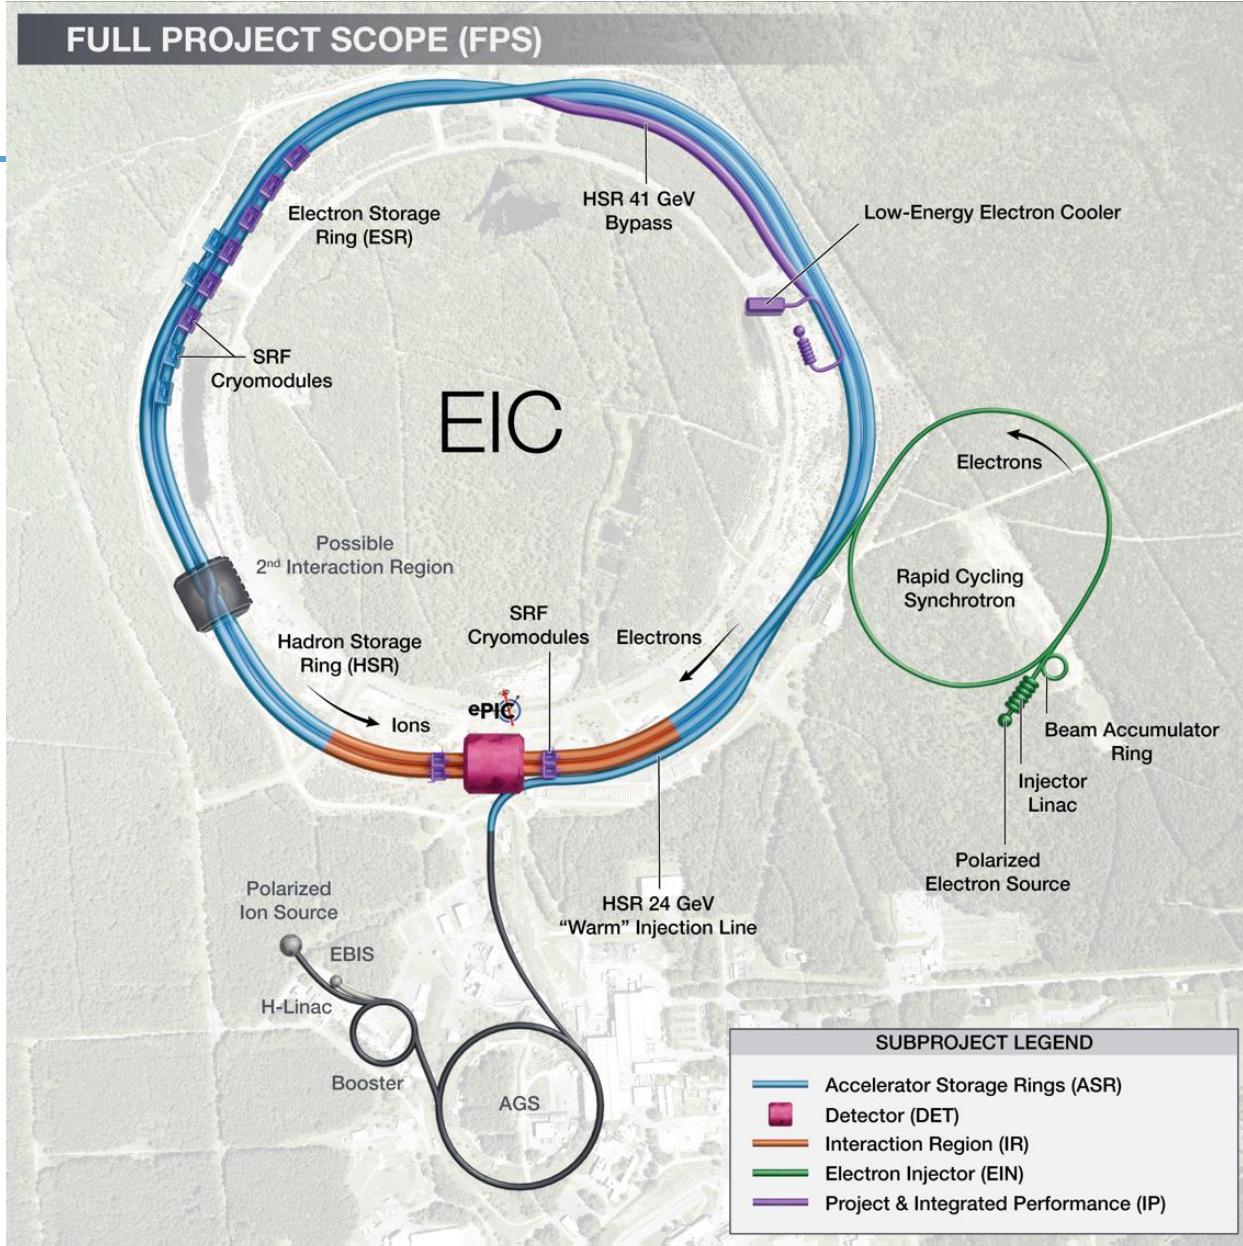 FULL PROJECT SCOPE (FPS)
Electron Storage
Ring (ESR)
HSR 41 GeV
Bypass
Low-Energy Electron Cooler
SRF
Cryomodules
EIC
Electrons
Possible
2nd Interaction Region
Rapid Cycling
Synchrotron
SRF
Cryomodules
Electrons
Hadron Storage
Ring (HSR)
Ions
ePIC
Beam Accumulator
Ring
Injector
Linac
Polarized
Electron Source
Polarized
Ion Source
HSR 24 GeV
“Warm” Injection Line
EBIS
H-Linac
Booster
AGS
SUBPROJECT LEGEND
Accelerator Storage Rings (ASR)
Detector (DET)
Interaction Region (IR)
Electron Injector (EIN)
Project & Integrated Performance (IP)